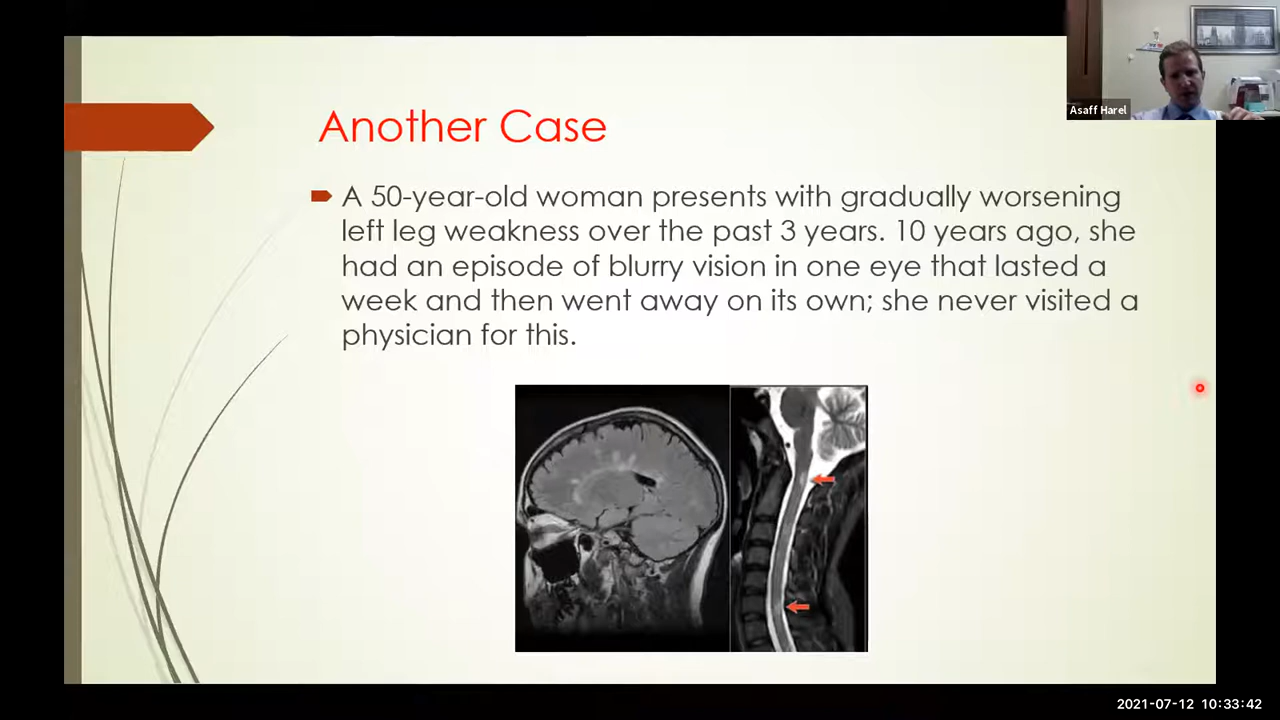 Asaff Harel
Another Case
A 50-year-old woman presents with gradually worsening
left leg weakness over the past 3 years. 10 years ago, she
had an episode of blurry vision in one eye that lasted a
week and then went away on its own; she never visited a
physician for this.
2021-07-12 10:33:42